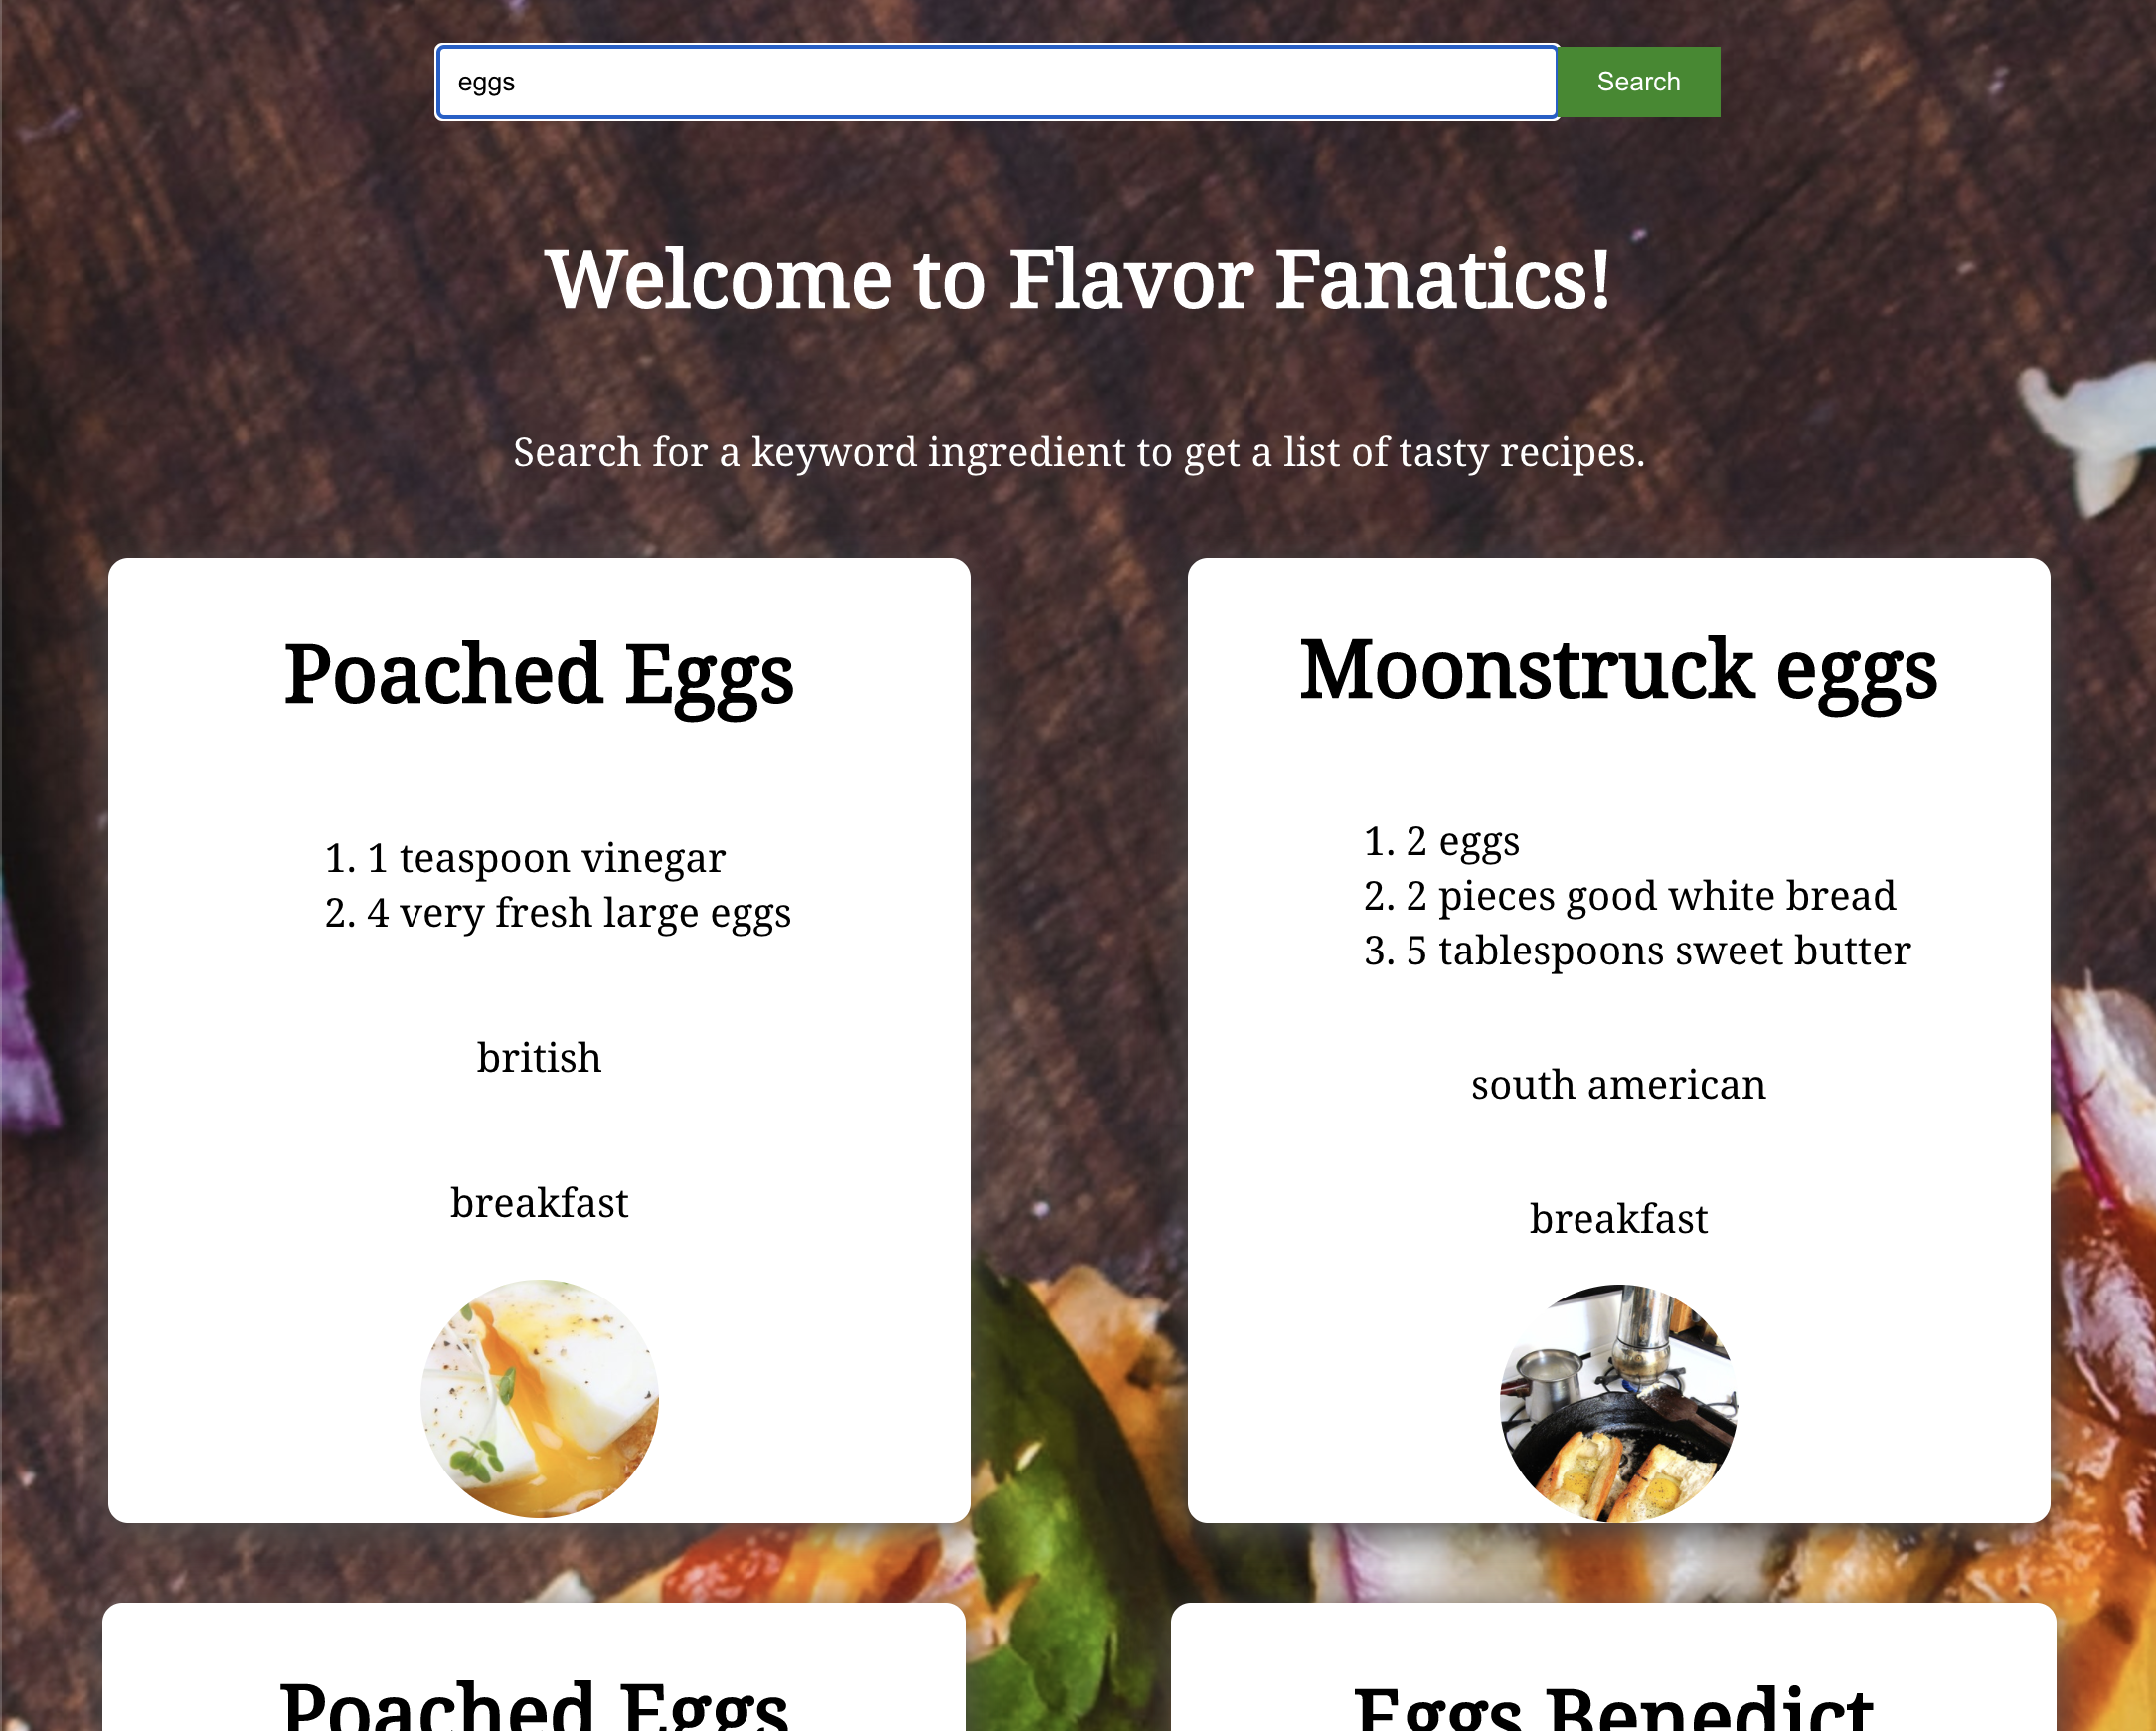 eggs
Search
Welcome to Flavor Fanatics!
Search for a keyword ingredient to get a list of tasty recipes.
Poached Eggs
1. 1 teaspoon vinegar
2. 4 very fresh large eggs
british
breakfast
Moonstruck eggs
1. 2 eggs
2. 2 pieces good white bread
3. 5 tablespoons sweet butter
south american
breakfast
Poached Eggs
Eggs Benedict